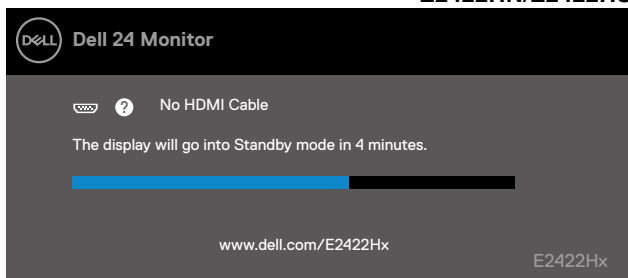 DELL Dell 24 Monitor
? No HDMI Cable
The display will go into Standby mode in 4 minutes.
www.dell.com/E2422Hx
E2422Hx